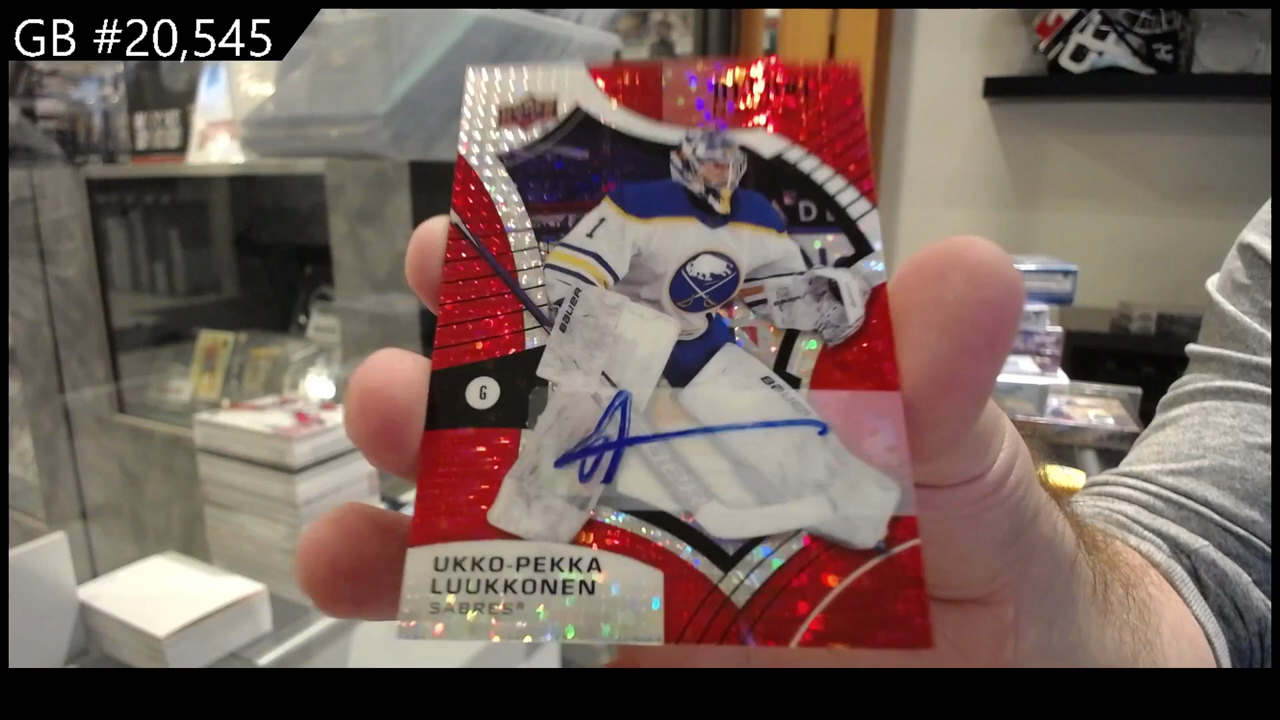 GB #20,545
1
BAUER
BAUER
G
UKKO-PEKKA
LUUKKONEN
SABRES®